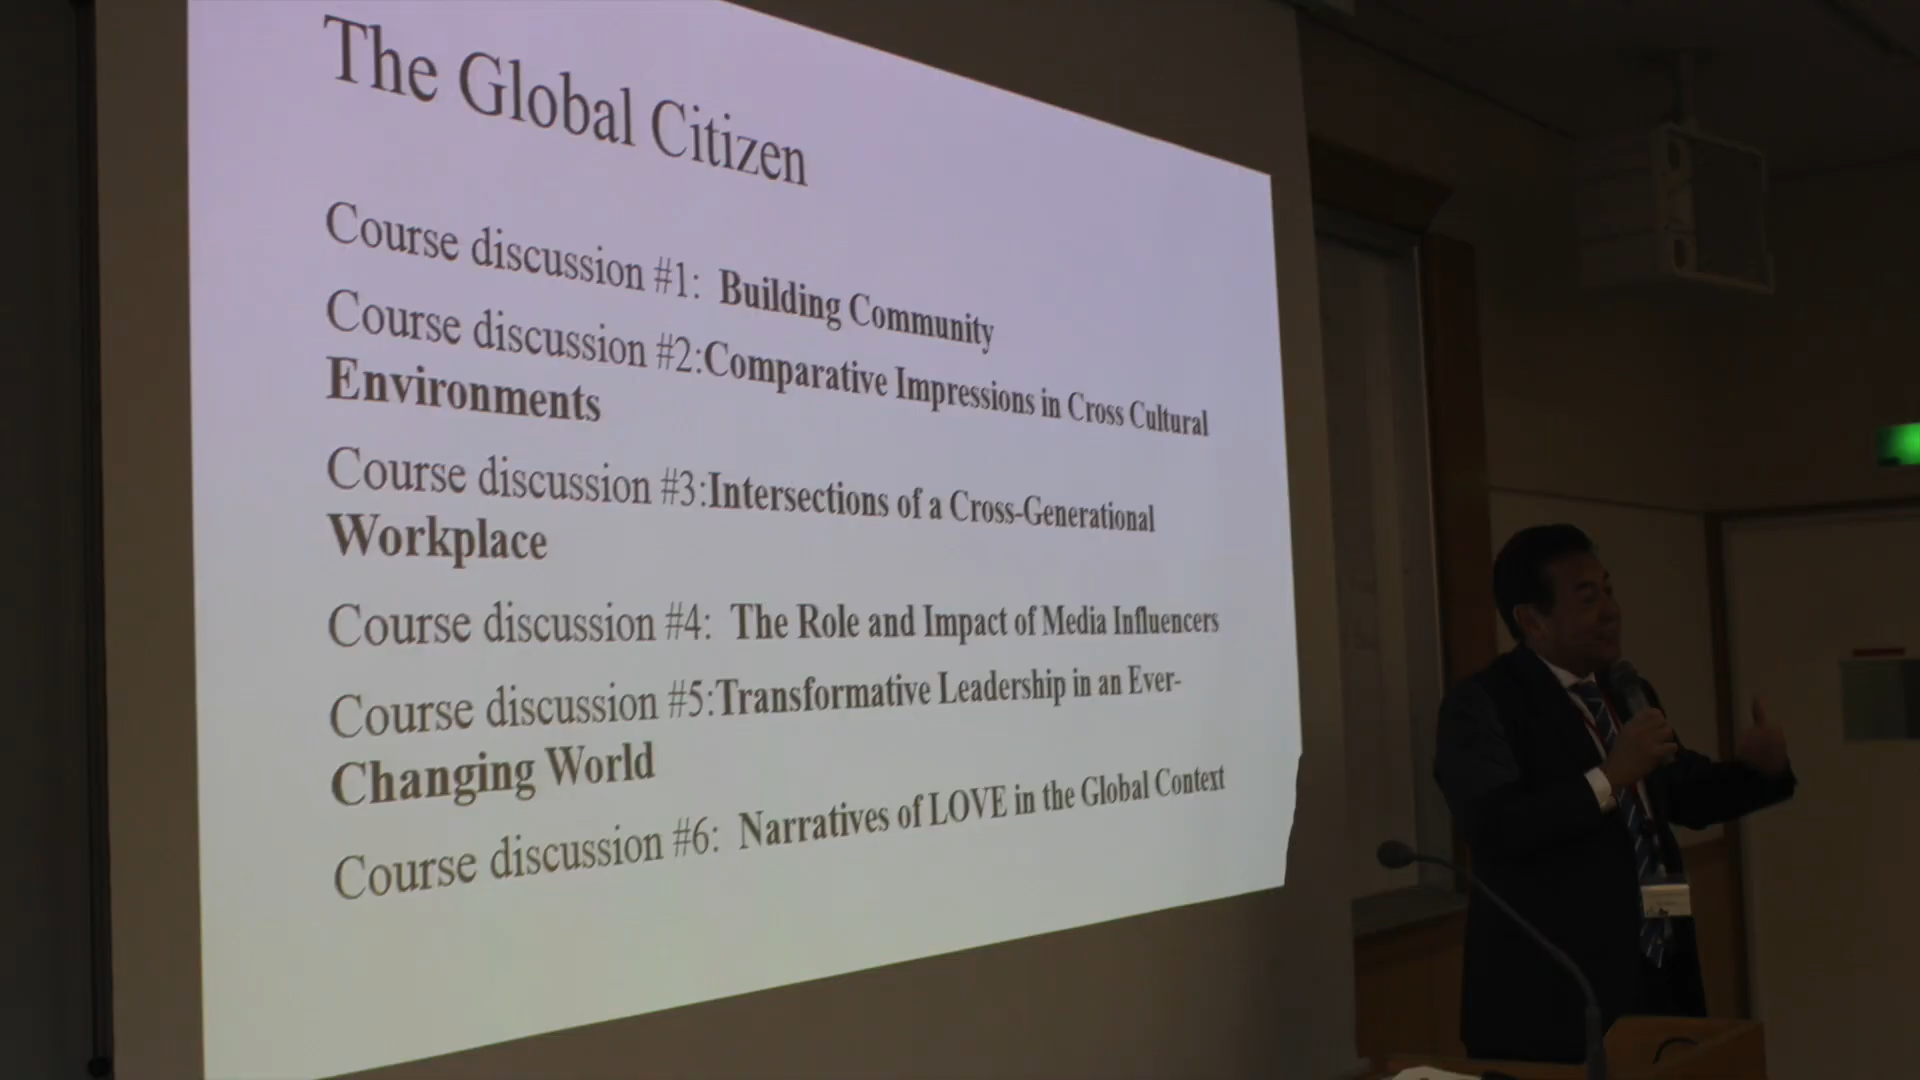 The Global Citizen
Course discussion #1: Building Community
Course discussion #2:Comparative Impressions in Cross Cultural
Environments
Course discussion #3:Intersections of a Cross-Generational
Workplace
Course discussion #4: The Role and Impact of Media Influencers
Course discussion #5:Transformative Leadership in an Ever-
Changing World
Course discussion #6: Narratives of LOVE in the Global Context